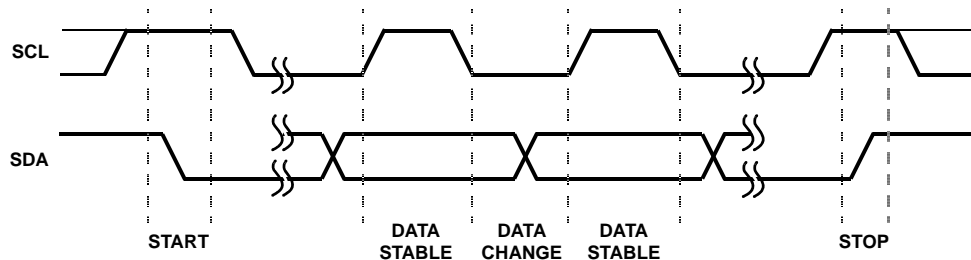 SCL
SDA
START
DATA
STABLE
DATA
CHANGE
DATA
STABLE
STOP